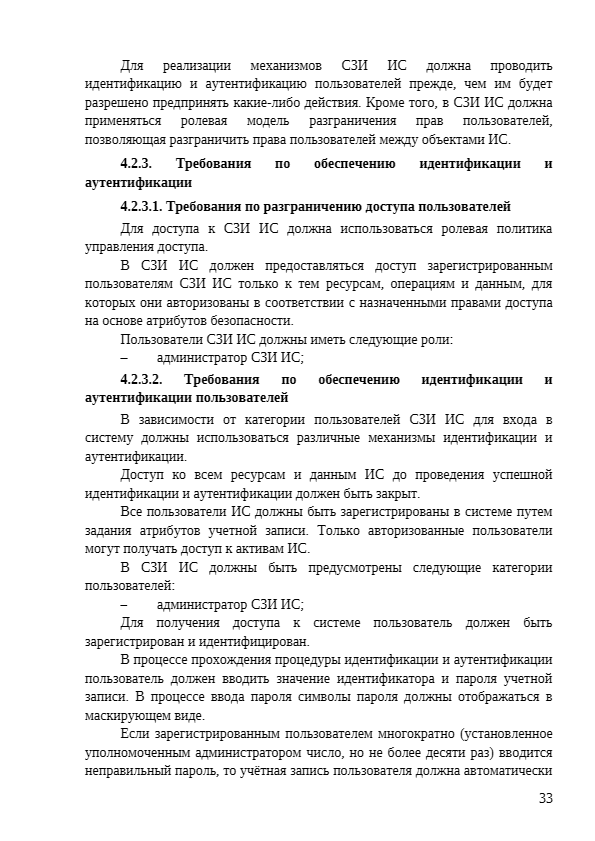 Для реализации механизмов СЗИ ИС должна проводить
идентификацию и аутентификацию пользователей прежде, чем им будет
разрешено предпринять какие-либо действия. Кроме того, в СЗИ ИС должна
применяться ролевая модель разграничения прав пользователей,
позволяющая разграничить права пользователей между объектами ИС.
4.2.3. Требования по обеспечению идентификации и
аутентификации
4.2.3.1. Требования по разграничению доступа пользователей
Для доступа к СЗИ ИС должна использоваться ролевая политика
управления доступа.
В СЗИ ИС должен предоставляться доступ зарегистрированным
пользователям СЗИ ИС только к тем ресурсам, операциям и данным, для
которых они авторизованы в соответствии с назначенными правами доступа
на основе атрибутов безопасности.
Пользователи СЗИ ИС должны иметь следующие роли:
– администратор СЗИ ИС;
4.2.3.2. Требования по обеспечению идентификации и
аутентификации пользователей
В зависимости от категории пользователей СЗИ ИС для входа в
систему должны использоваться различные механизмы идентификации и
аутентификации.
Доступ ко всем ресурсам и данным ИС до проведения успешной
идентификации и аутентификации должен быть закрыт.
Все пользователи ИС должны быть зарегистрированы в системе путем
задания атрибутов учетной записи. Только авторизованные пользователи
могут получать доступ к активам ИС.
В СЗИ ИС должны быть предусмотрены следующие категории
пользователей:
– администратор СЗИ ИС;
Для получения доступа к системе пользователь должен быть
зарегистрирован и идентифицирован.
В процессе прохождения процедуры идентификации и аутентификации
пользователь должен вводить значение идентификатора и пароля учетной
записи. В процессе ввода пароля символы пароля должны отображаться в
маскирующем виде.
Если зарегистрированным пользователем многократно (установленное
уполномоченным администратором число, но не более десяти раз) вводится
неправильный пароль, то учётная запись пользователя должна автоматически
33